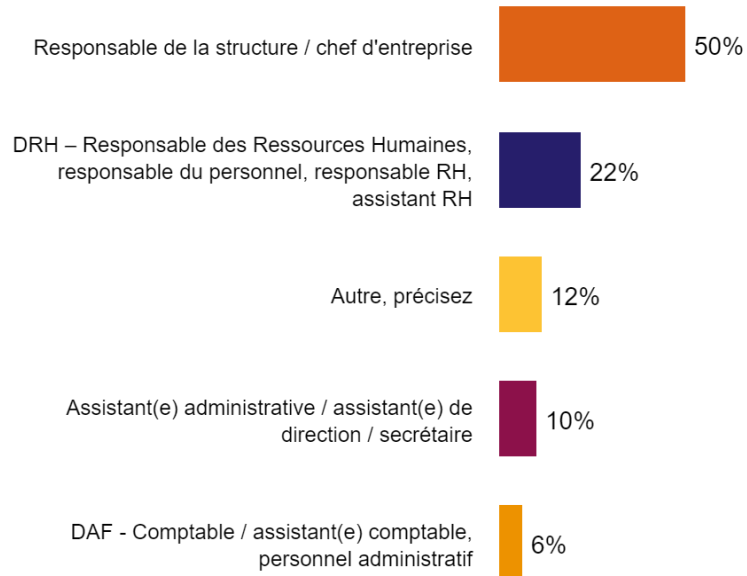 Responsable de la structure / chef d'entreprise 50%
DRH – Responsable des Ressources Humaines,
responsable du personnel, responsable RH,
assistant RH
22%
Autre, précisez 12%
Assistant(e) administrative / assistant(e) de
direction / secrétaire
10%
DAF - Comptable / assistant(e) comptable,
personnel administratif
6%